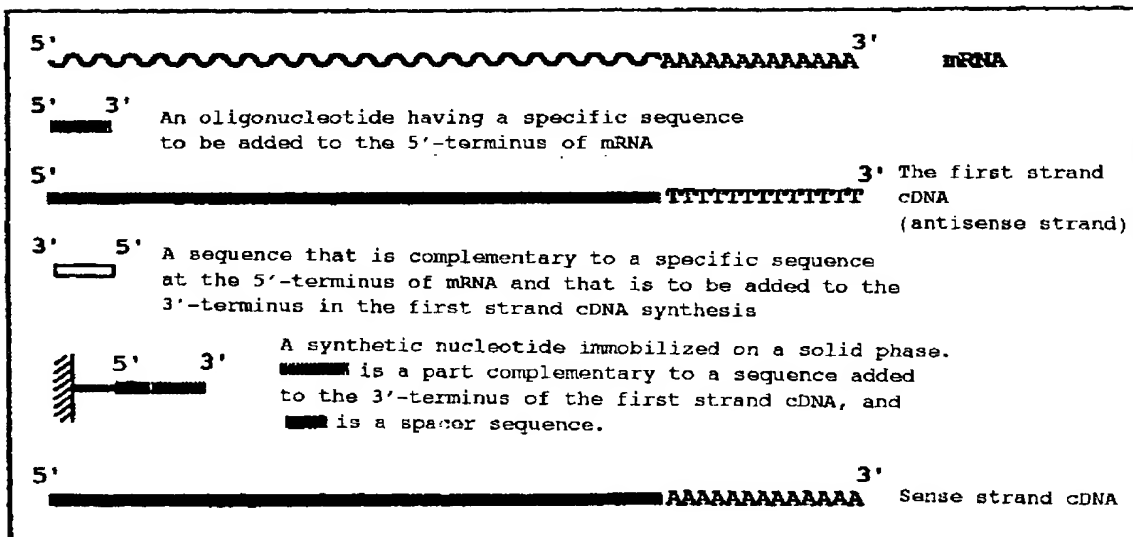 5' 3'
AAAAAAAAAAAAA mRNA
5' 3'
An oligonucleotide having a specific sequence
to be added to the 5'-terminus of mRNA
5' 3' The first strand
cDNA
TTTTTTTTTTTTT
(antisense strand)
3' 5'
A sequence that is complementary to a specific sequence
at the 5'-terminus of mRNA and that is to be added to the
3'-terminus in the first strand cDNA synthesis
A synthetic nucleotide immobilized on a solid phase.
5' 3'
is a part complementary to a sequence added
to the 3'-terminus of the first strand cDNA, and
is a spacor sequence.
5' 3'
AAAAAAAAAAAAA Sense strand cDNA